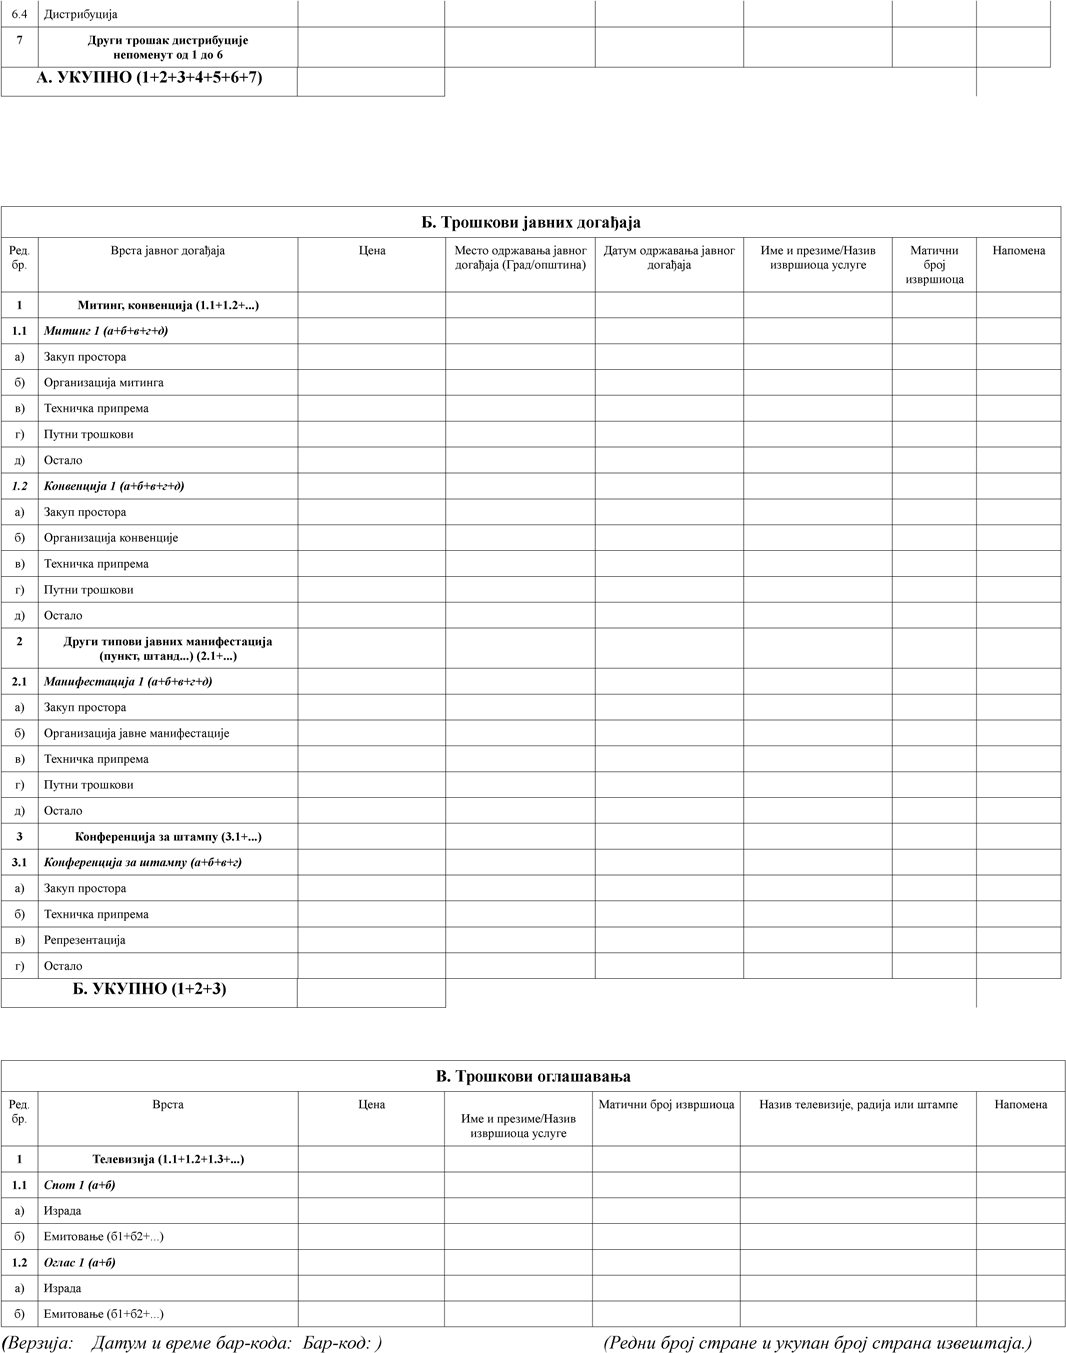 6.4 Дистрибуција
7 Други трошак дистрибуције
непоменут од 1 до 6
А. УКУПНО (1+2+3+4+5+6+7)
Б. Трошкови јавних догађаја
Ред. бр. Врста јавног догађаја Цена Место одржавања јавног догађаја (Град/општина) Датум одржавања јавног догађаја Име и презиме/Назив извршиоца услуге Матични број извршиоца Напомена
1 Митинг, конвенција (1.1+1.2+...)
1.1 Митинг 1 (а+б+в+г+д)
а) Закуп простора
б) Организација митинга
в) Техничка припрема
г) Путни трошкови
д) Остало
1.2 Конвенција 1 (а+б+в+г+д)
а) Закуп простора
б) Организација конвенције
в) Техничка припрема
г) Путни трошкови
д) Остало
2 Други типови јавних манифестација
(пункт, штанд...) (2.1+...)
2.1 Манифестација 1 (а+б+в+г+д)
а) Закуп простора
б) Организација јавне манифестације
в) Техничка припрема
г) Путни трошкови
д) Остало
3 Конференција за штампу (3.1+...)
3.1 Конференција за штампу (а+б+в+г)
а) Закуп простора
б) Техничка припрема
в) Репрезентација
г) Остало
Б. УКУПНО (1+2+3)
В. Трошкови оглашавања
Ред. бр. Врста Цена Име и презиме/Назив извршиоца услуге Матични број извршиоца Назив телевизије, радија или штампе Напомена
1 Телевизија (1.1+1.2+1.3+...)
1.1 Спот 1 (а+б)
а) Израда
б) Емитовање (б1+б2+...)
1.2 Оглас 1 (а+б)
а) Израда
б) Емитовање (б1+б2+...)
(Верзија: Датум и време бар-кода: Бар-код: ) (Редни број стране и укупан број страна извештаја.)